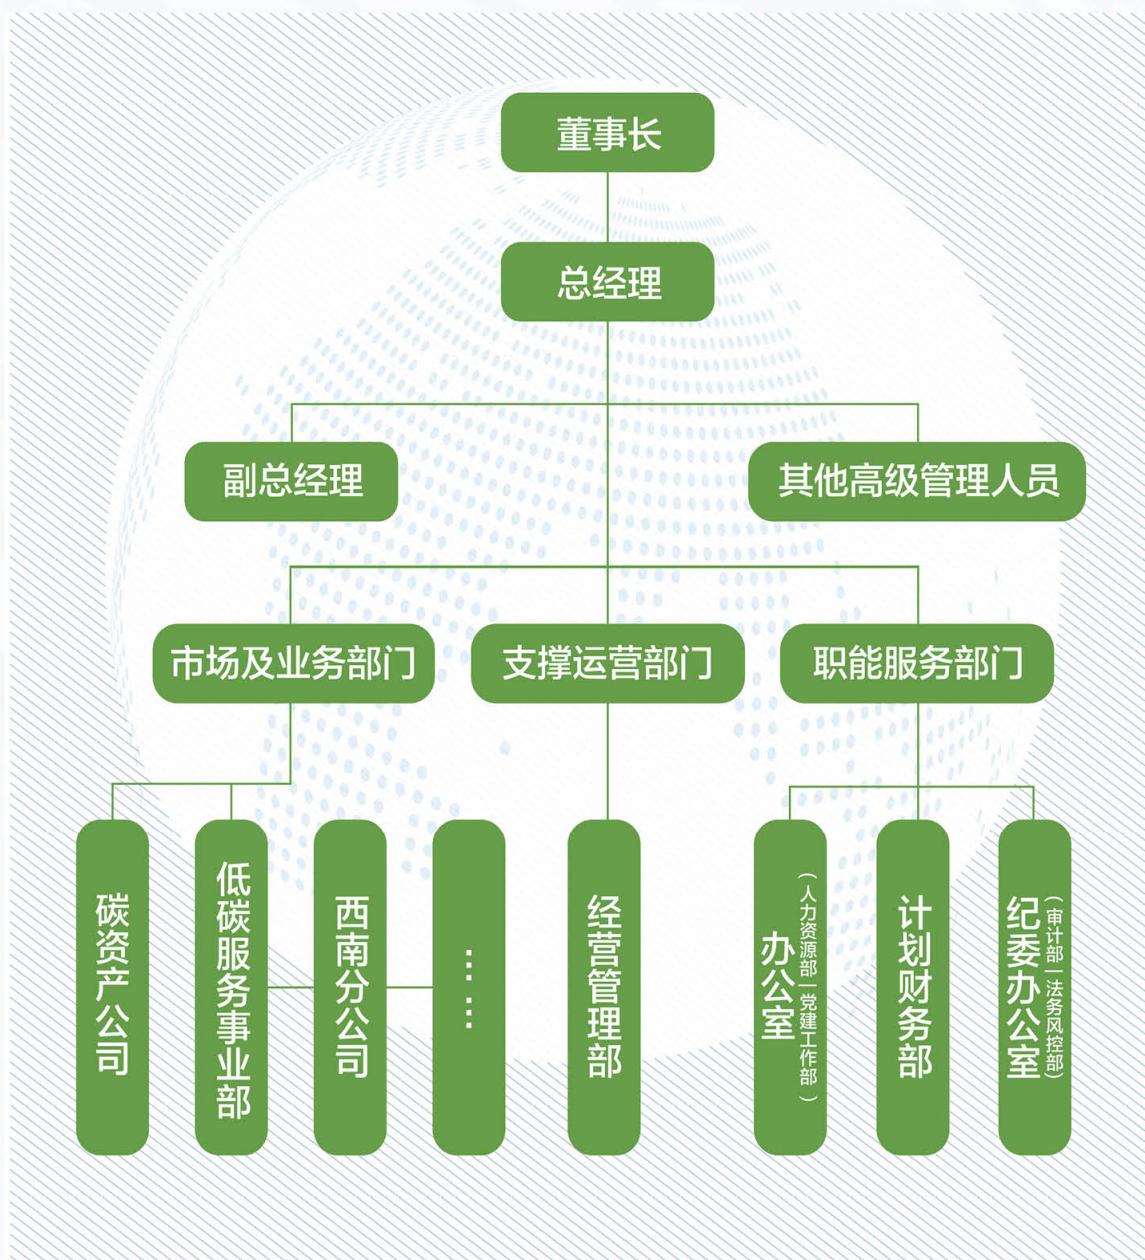 董事长
总经理
副总经理
其他高级管理人员
市场及业务部门
支撑运营部门
职能服务部门
碳资产公司
低碳服务事业部
西南分公司
……
经营管理部
办公室
（人力资源部|党建工作部）
计划财务部
纪委办公室
（审计部|法务风控部）